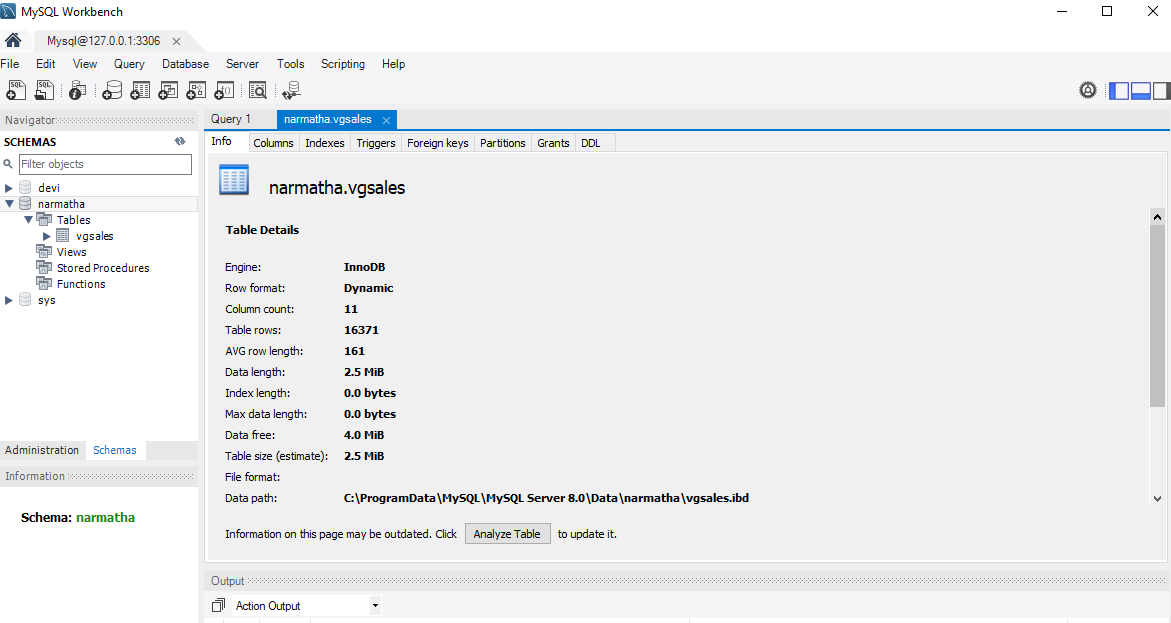 MySQL Workbench
Mysql@127.0.0.1:3306
File Edit View Query Database Server Tools Scripting Help
Navigator
SCHEMAS
Filter objects
devi
narmatha
Tables
vgsales
Views
Stored Procedures
Functions
sys
Administration Schemas
Information
Schema: narmatha
Query 1 narmatha.vgsales
Info Columns Indexes Triggers Foreign keys Partitions Grants DDL
narmatha.vgsales
Table Details
Engine: InnoDB
Row format: Dynamic
Column count: 11
Table rows: 16371
AVG row length: 161
Data length: 2.5 MiB
Index length: 0.0 bytes
Max data length: 0.0 bytes
Data free: 4.0 MiB
Table size (estimate): 2.5 MiB
File format:
Data path: C:\ProgramData\MySQL\MySQL Server 8.0\Data\narmatha\vgsales.ibd
Information on this page may be outdated. Click Analyze Table to update it.
Output
Action Output